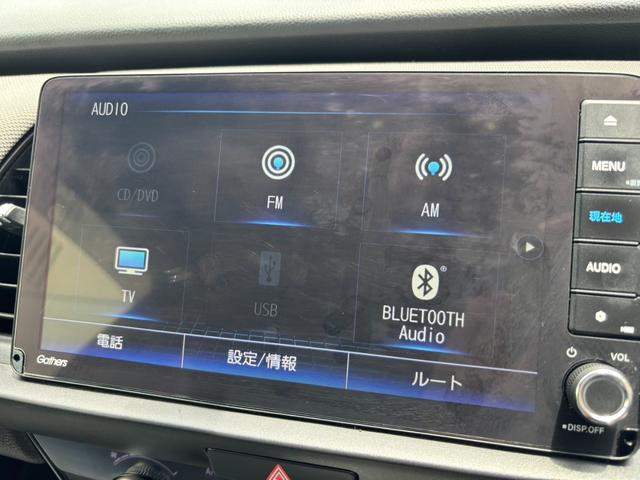 AUDIO
CD/DVD
FM
AM
TV
USB
BLUETOOTH®
Audio
電話
設定/情報
ルート
Gathers
MENU
現在地
AUDIO
VOL
DISP.OFF